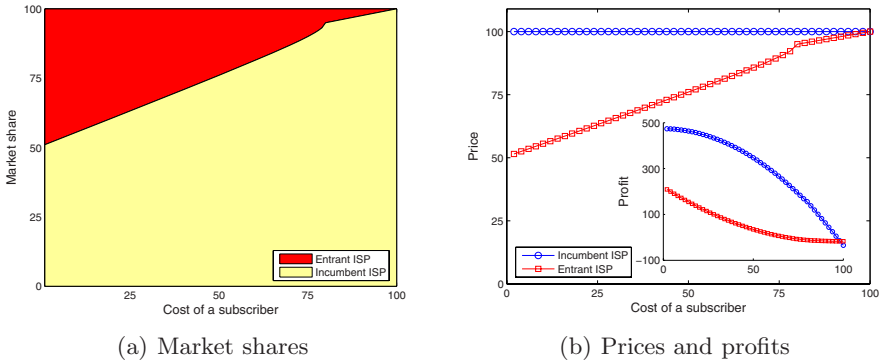 100
75
50
25
0
Market share
25
50
75
100
Cost of a subscriber
Entrant ISP
Incumbent ISP
(a) Market shares
100
75
50
25
0
Price
0
25
50
75
100
Cost of a subscriber
Incumbent ISP
Entrant ISP
500
300
100
−100
Profit
0
50
100
(b) Prices and profits